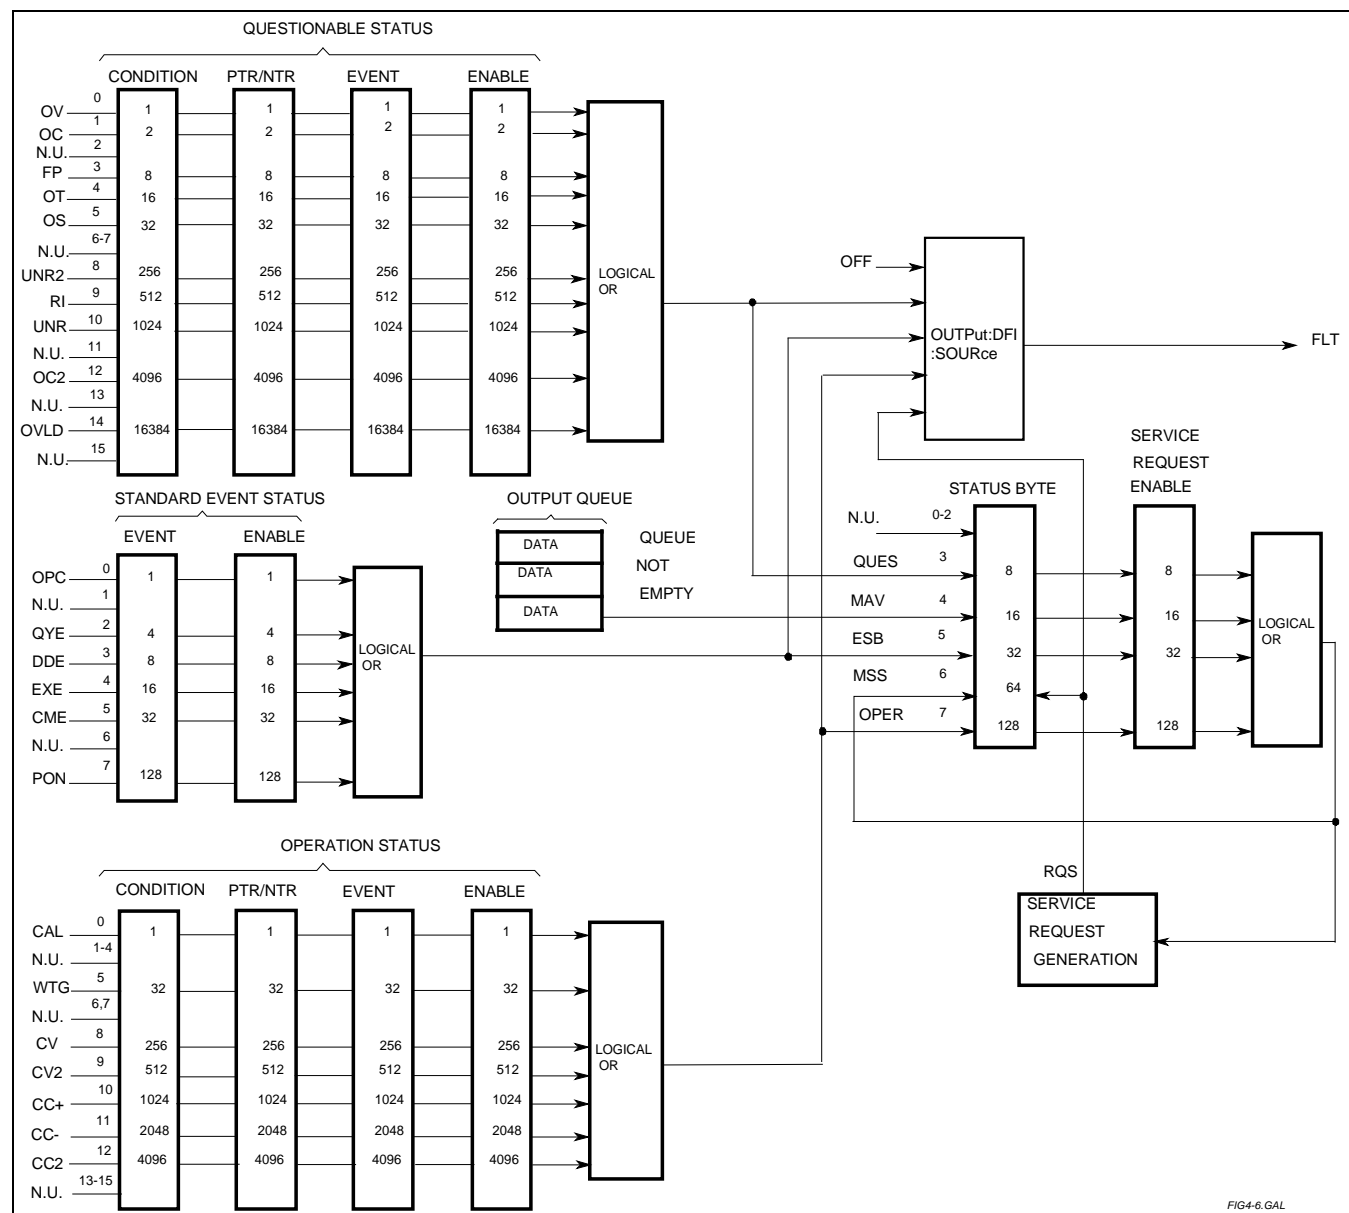 QUESTIONABLE STATUS
CONDITION PTR/NTR EVENT ENABLE
0
OV 1 1 1 1
1
OC 2 2 2 2
2
N.U.
3
FP 8 8 8 8
4
OT 16 16 16 16
5
OS 32 32 32 32
6-7
N.U.
8
UNR2 256 256 256 256
9
RI 512 512 512 512
10
UNR 1024 1024 1024 1024
11
N.U.
12
OC2 4096 4096 4096 4096
13
N.U.
14
OVLD 16384 16384 16384 16384
15
N.U.
LOGICAL
OR
OFF
OUTPut:DFI
:SOURce
FLT
STANDARD EVENT STATUS
EVENT ENABLE
0
OPC 1 1
1
N.U.
2
QYE 4 4
3
DDE 8 8
4
EXE 16 16
5
CME 32 32
6
N.U.
7
PON 128 128
LOGICAL
OR
OUTPUT QUEUE
DATA
DATA
DATA
QUEUE
NOT
EMPTY
STATUS BYTE
SERVICE
REQUEST
ENABLE
N.U. 0-2
QUES 3 8 8
MAV 4 16 16
ESB 5 32 32
MSS 6 64
OPER 7 128 128
LOGICAL
OR
RQS
SERVICE
REQUEST
GENERATION
OPERATION STATUS
CONDITION PTR/NTR EVENT ENABLE
0
CAL 1 1 1 1
1-4
N.U.
5
WTG 32 32 32 32
6,7
N.U.
8
CV 256 256 256 256
9
CV2 512 512 512 512
10
CC+ 1024 1024 1024 1024
11
CC- 2048 2048 2048 2048
12
CC2 4096 4096 4096 4096
13-15
N.U.
LOGICAL
OR
FIG4-6.GAL